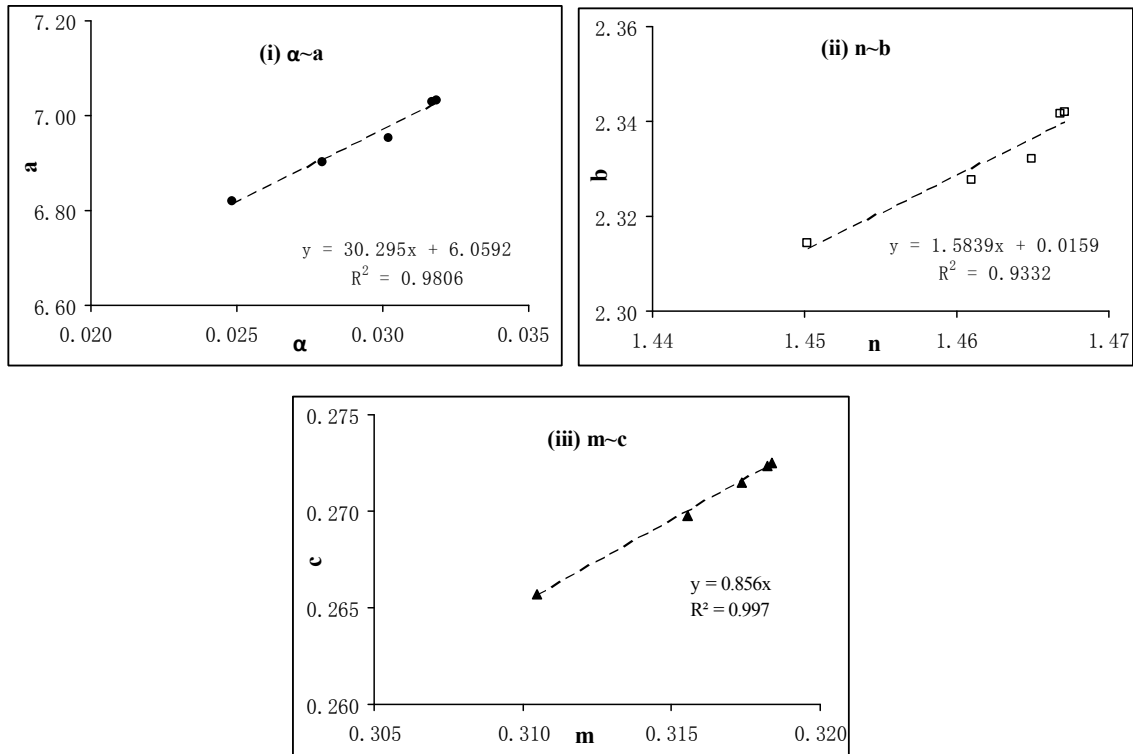 7.20
(i) α~a
7.00
a
6.80
y = 30.295x + 6.0592
R² = 0.9806
6.60
0.020 0.025 0.030 0.035
α
2.36
(ii) n~b
2.34
b
2.32
y = 1.5839x + 0.0159
R² = 0.9332
2.30
1.44 1.45 1.46 1.47
n
0.275
(iii) m~c
0.270
c
y = 0.856x
R² = 0.997
0.265
0.260
0.305 0.310 0.315 0.320
m